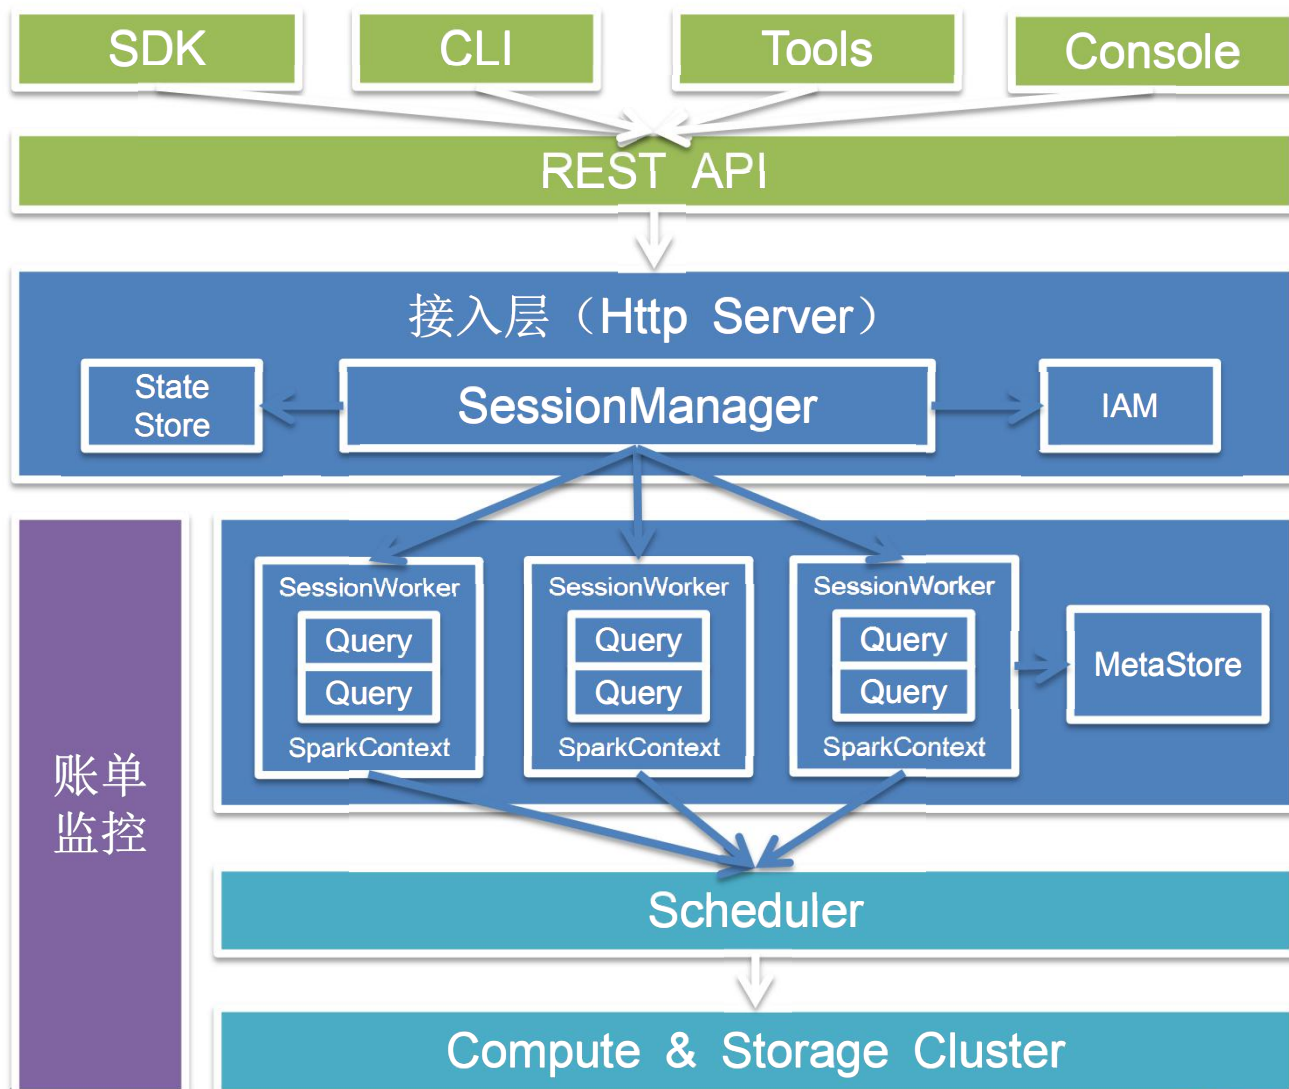 SDK
CLI
Tools
Console
REST API
接入层（Http Server）
State
Store
SessionManager
IAM
SessionWorker
Query
Query
SparkContext
SessionWorker
Query
Query
SparkContext
SessionWorker
Query
Query
SparkContext
MetaStore
账单
监控
Scheduler
Compute & Storage Cluster